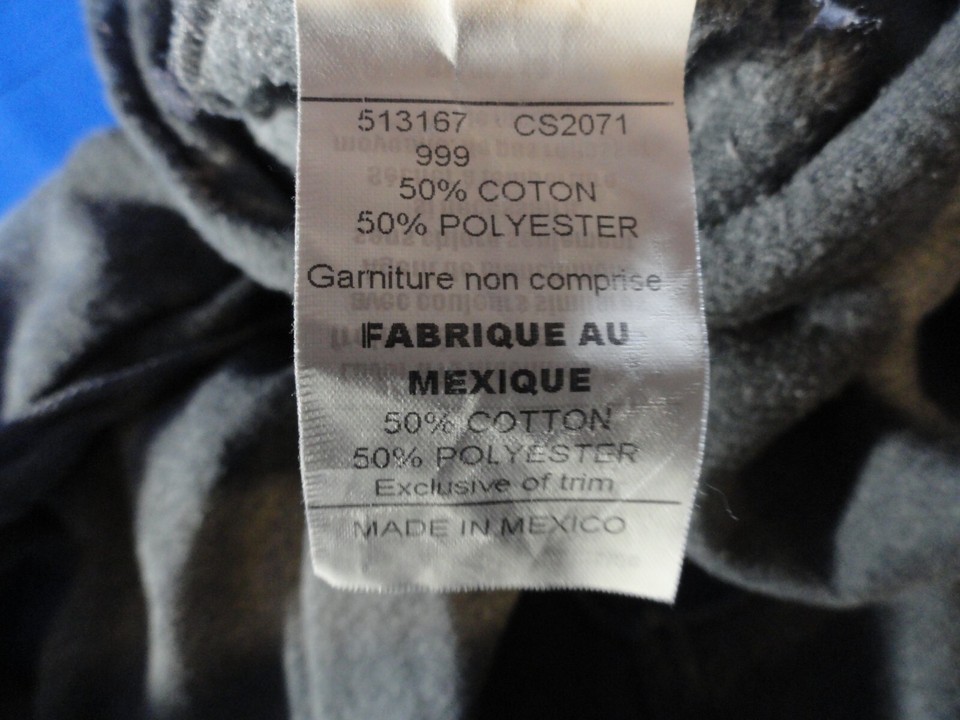 513167 CS2071
999
50% COTON
50% POLYESTER
Garniture non comprise
FABRIQUE AU
MEXIQUE
50% COTTON
50% POLYESTER
Exclusive of trim
MADE IN MEXICO